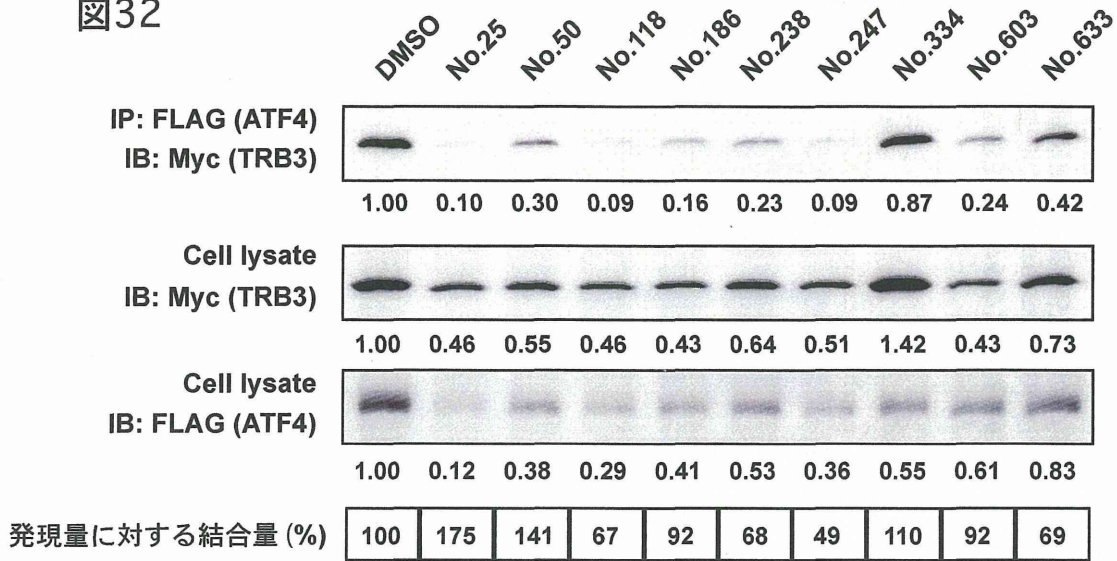 図32
DMSO No.25 No.50 No.118 No.186 No.238 No.247 No.334 No.603 No.633
IP: FLAG (ATF4)
IB: Myc (TRB3)
1.00 0.10 0.30 0.09 0.16 0.23 0.09 0.87 0.24 0.42
Cell lysate
IB: Myc (TRB3)
1.00 0.46 0.55 0.46 0.43 0.64 0.51 1.42 0.43 0.73
Cell lysate
IB: FLAG (ATF4)
1.00 0.12 0.38 0.29 0.41 0.53 0.36 0.55 0.61 0.83
発現量に対する結合量 (%) 100 175 141 67 92 68 49 110 92 69